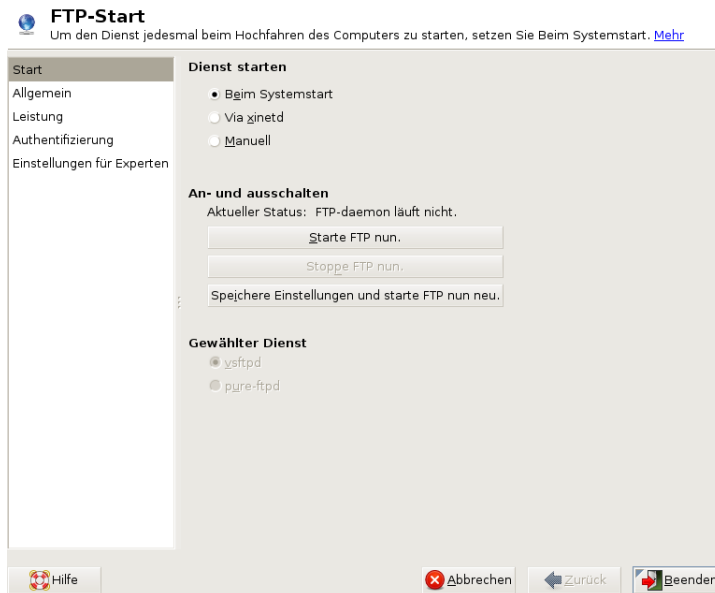 FTP-Start
Um den Dienst jedesmal beim Hochfahren des Computers zu starten, setzen Sie Beim Systemstart. Mehr
Start
Allgemein
Leistung
Authentifizierung
Einstellungen für Experten
Dienst starten
Beim Systemstart
Via xinetd
Manuell
An- und ausschalten
Aktueller Status: FTP-daemon läuft nicht.
Starte FTP nun.
Stoppe FTP nun.
Speichere Einstellungen und starte FTP nun neu.
Gewählter Dienst
vsftpd
pure-ftpd
Hilfe
Abbrechen
Zurück
Beenden